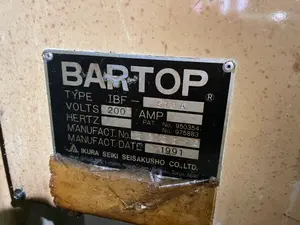 BARTOP®
TYPE IBF-
VOLTS 200 AMP
HERTZ PAT. No. 950354
No. 975883
MANUFACT. No.
MANUFACT. DATE 1991
IKURA SEIKI SEISAKUSHO CO., LTD.